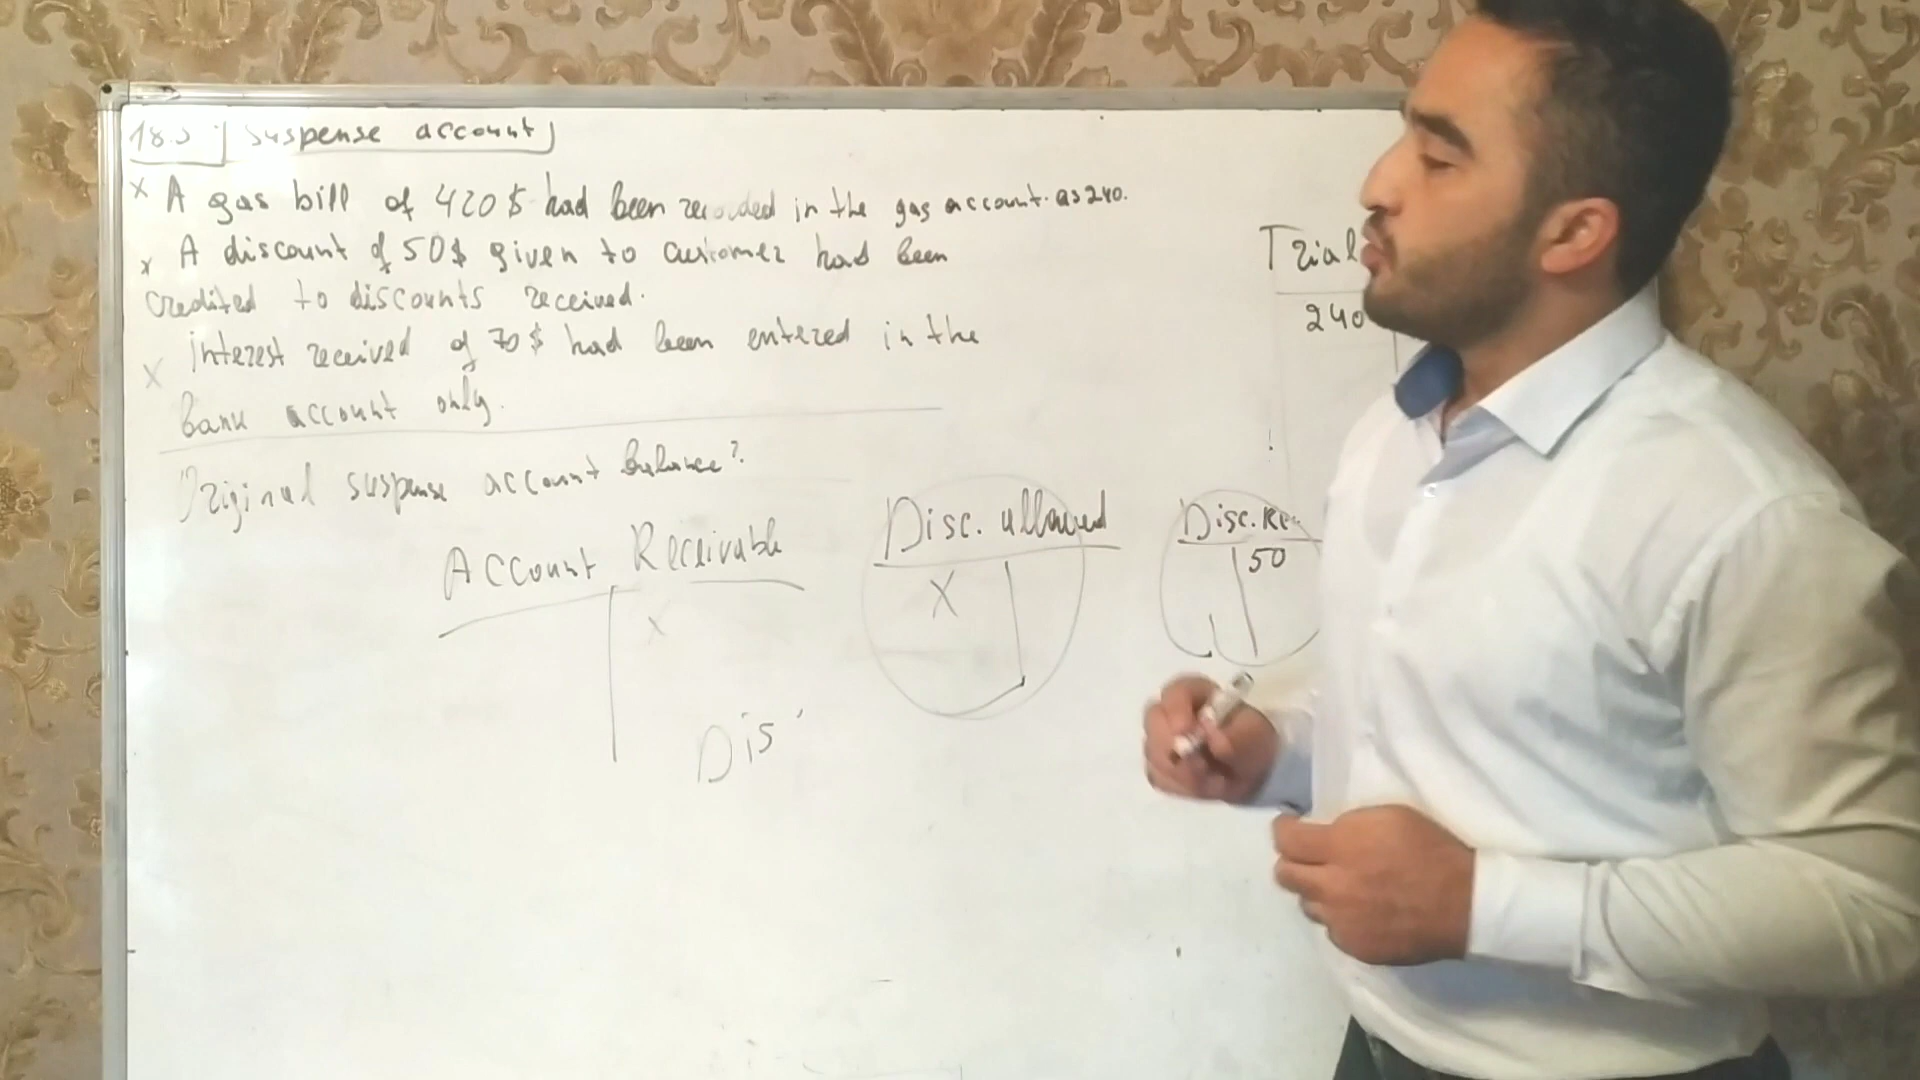 18.5 Suspense account
x A gas bill of 420$ had been recorded in the gas account. as 240.
x A discount of 50$ given to customer had been
credited to discounts received.
x Interest received of 70$ had been entered in the
bank account only.
Original suspense account balance?
Trial
240
Account Receivable
x
Disc. allowed
X
Disc. Re
50
Dis